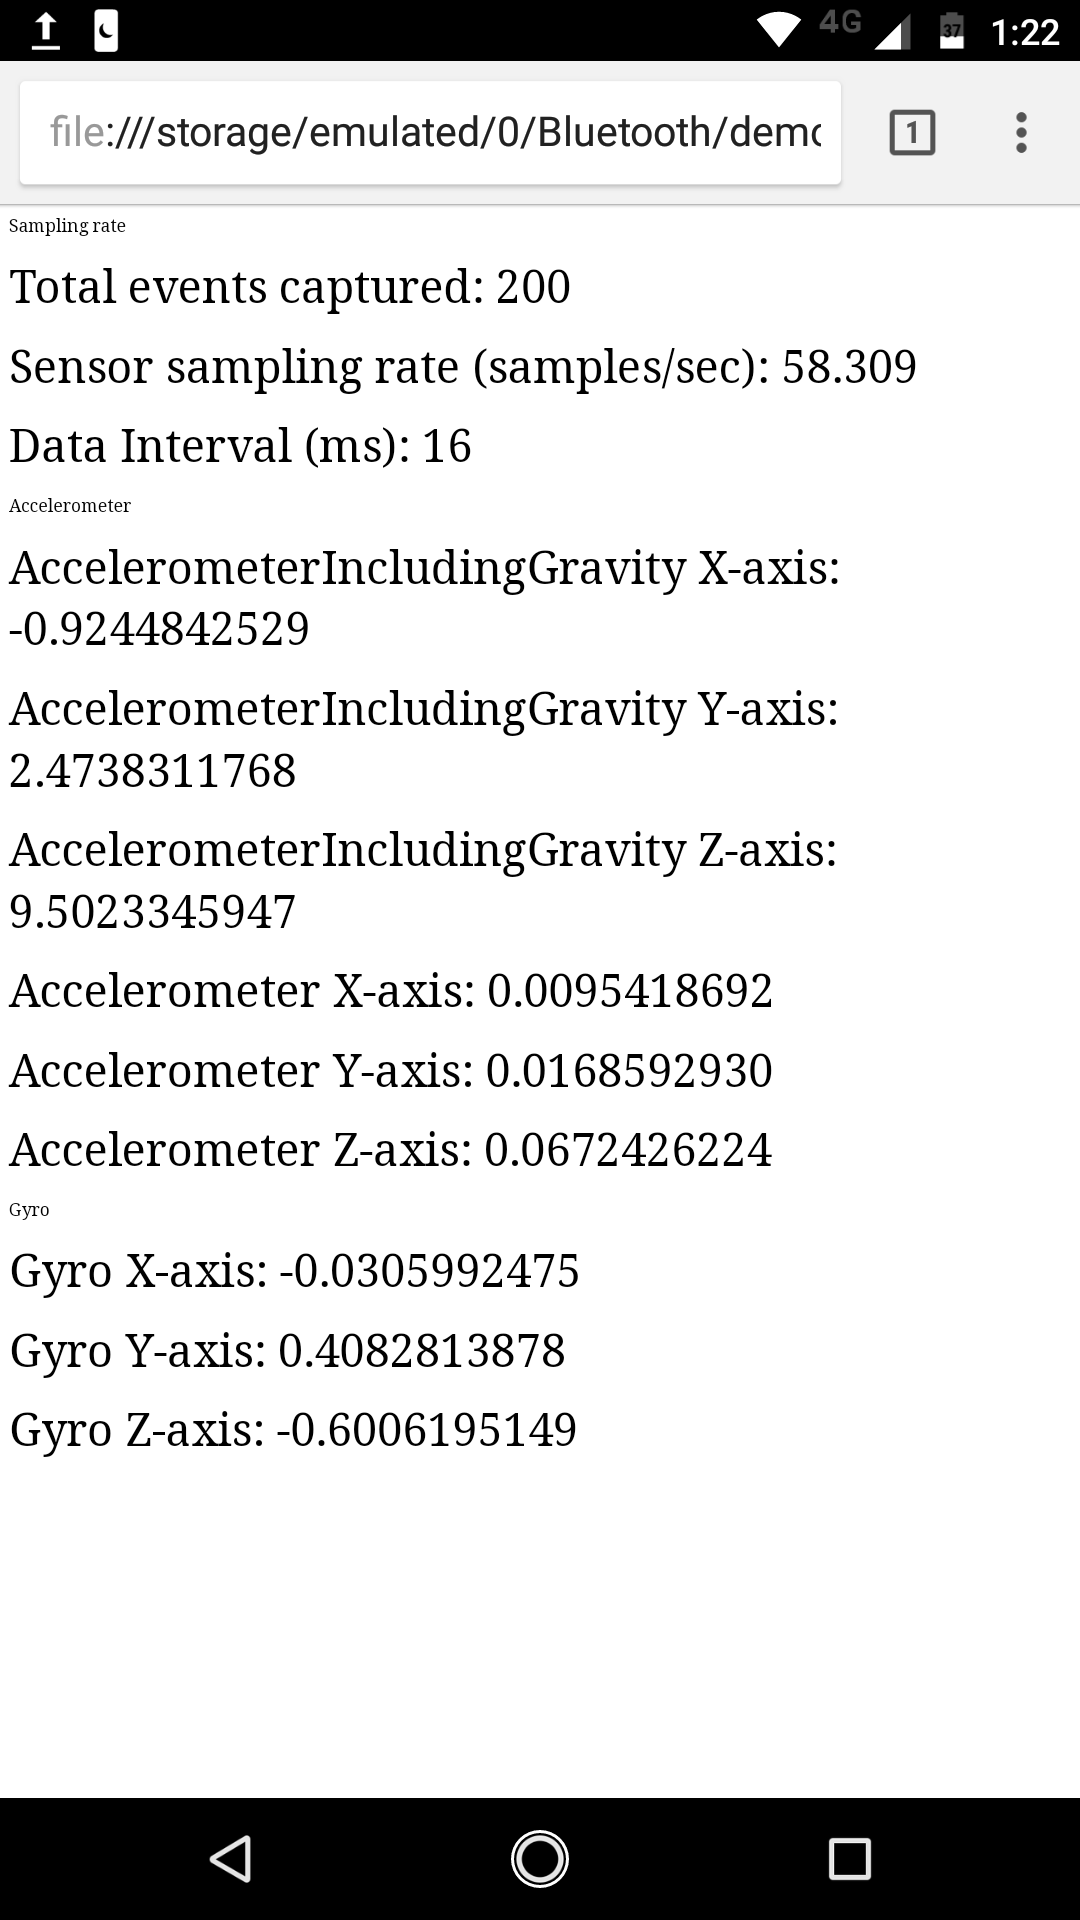 4G
37
1:22
file:///storage/emulated/0/Bluetooth/demo
1
Sampling rate
Total events captured: 200
Sensor sampling rate (samples/sec): 58.309
Data Interval (ms): 16
Accelerometer
AccelerometerIncludingGravity X-axis:
-0.9244842529
AccelerometerIncludingGravity Y-axis:
2.4738311768
AccelerometerIncludingGravity Z-axis:
9.5023345947
Accelerometer X-axis: 0.0095418692
Accelerometer Y-axis: 0.0168592930
Accelerometer Z-axis: 0.0672426224
Gyro
Gyro X-axis: -0.0305992475
Gyro Y-axis: 0.4082813878
Gyro Z-axis: -0.6006195149